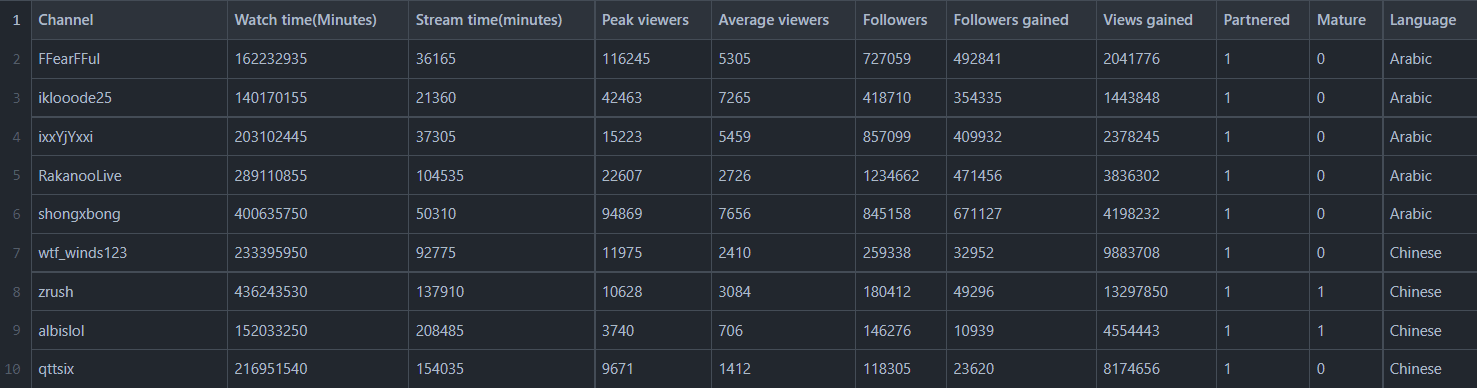 1 Channel Watch time(Minutes) Stream time(minutes) Peak viewers Average viewers Followers Followers gained Views gained Partnered Mature Language
2 FFearFFul 162232935 36165 116245 5305 727059 492841 2041776 1 0 Arabic
3 iklooode25 140170155 21360 42463 7265 418710 354335 1443848 1 0 Arabic
4 ixxYjYxxi 203102445 37305 15223 5459 857099 409932 2378245 1 0 Arabic
5 RakanooLive 289110855 104535 22607 2726 1234662 471456 3836302 1 0 Arabic
6 shongxbong 400635750 50310 94869 7656 845158 671127 4198232 1 0 Arabic
7 wtf_winds123 233395950 92775 11975 2410 259338 32952 9883708 1 0 Chinese
8 zrush 436243530 137910 10628 3084 180412 49296 13297850 1 1 Chinese
9 albislol 152033250 208485 3740 706 146276 10939 4554443 1 1 Chinese
10 qttsix 216951540 154035 9671 1412 118305 23620 8174656 1 0 Chinese